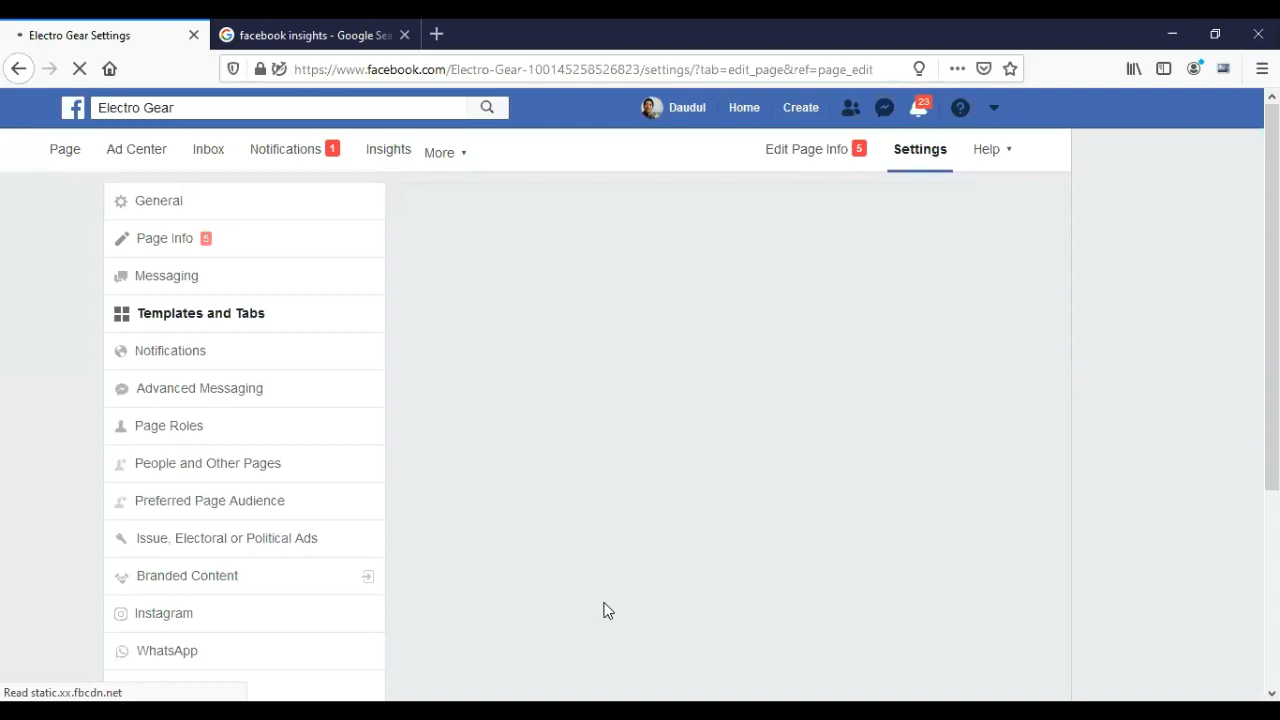 Electro Gear Settings
facebook insights - Google Sea
https://www.facebook.com/Electro-Gear-100145258526823/settings/?tab=edit_page&ref=page_edit
Electro Gear
Daudul Home Create 23
Page Ad Center Inbox Notifications 1 Insights More Edit Page Info 5 Settings Help
General
Page Info 5
Messaging
Templates and Tabs
Notifications
Advanced Messaging
Page Roles
People and Other Pages
Preferred Page Audience
Issue, Electoral or Political Ads
Branded Content
Instagram
WhatsApp
Read static.xx.fbcdn.net